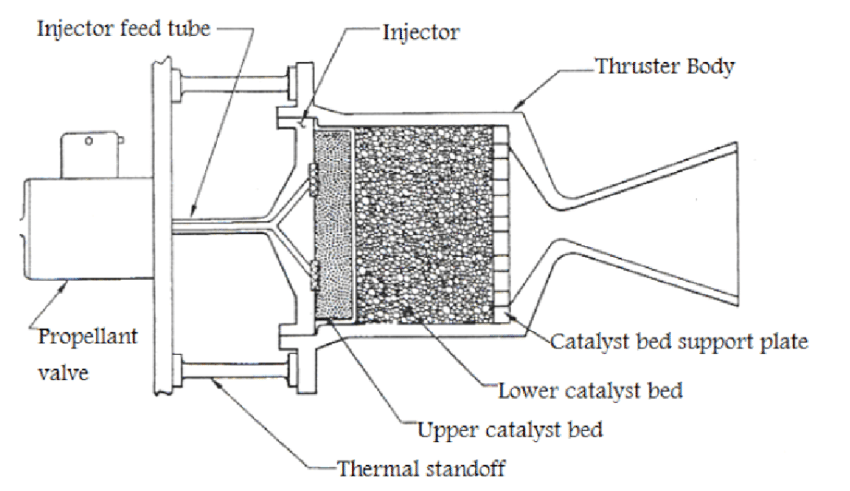 Injector feed tube
Injector
Thruster Body
Propellant
valve
Catalyst bed support plate
Lower catalyst bed
Upper catalyst bed
Thermal standoff